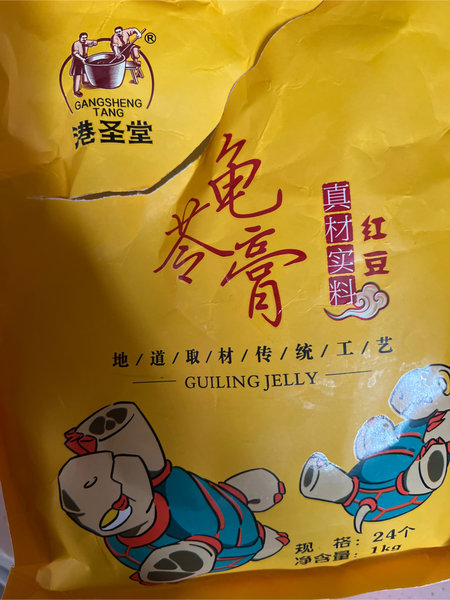 ®
GANGSHENG
TANG
港圣堂
龟苓膏
真材实料
红豆
地/道/取/材/传/统/工/艺
GUILING JELLY
规 格：24个
净含量：1kg